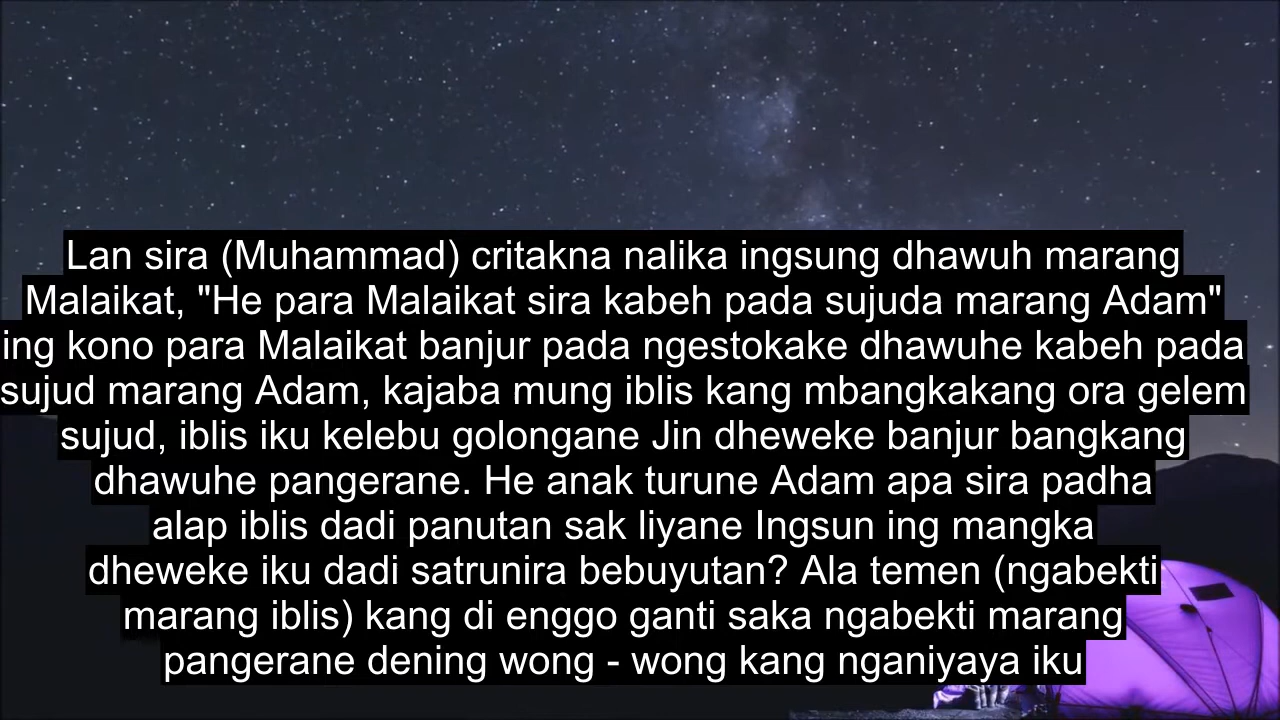 Lan sira (Muhammad) critakna nalika ingsung dhawuh marang
Malaikat, "He para Malaikat sira kabeh pada sujuda marang Adam"
ing kono para Malaikat banjur pada ngestokake dhawuhe kabeh pada
sujud marang Adam, kajaba mung iblis kang mbangkakang ora gelem
sujud, iblis iku kelebu golongane Jin dheweke banjur bangkang
dhawuhe pangerane. He anak turune Adam apa sira padha
alap iblis dadi panutan sak liyane Ingsun ing mangka
dheweke iku dadi satrunira bebuyutan? Ala temen (ngabekti
marang iblis) kang di enggo ganti saka ngabekti marang
pangerane dening wong - wong kang nganiyaya iku